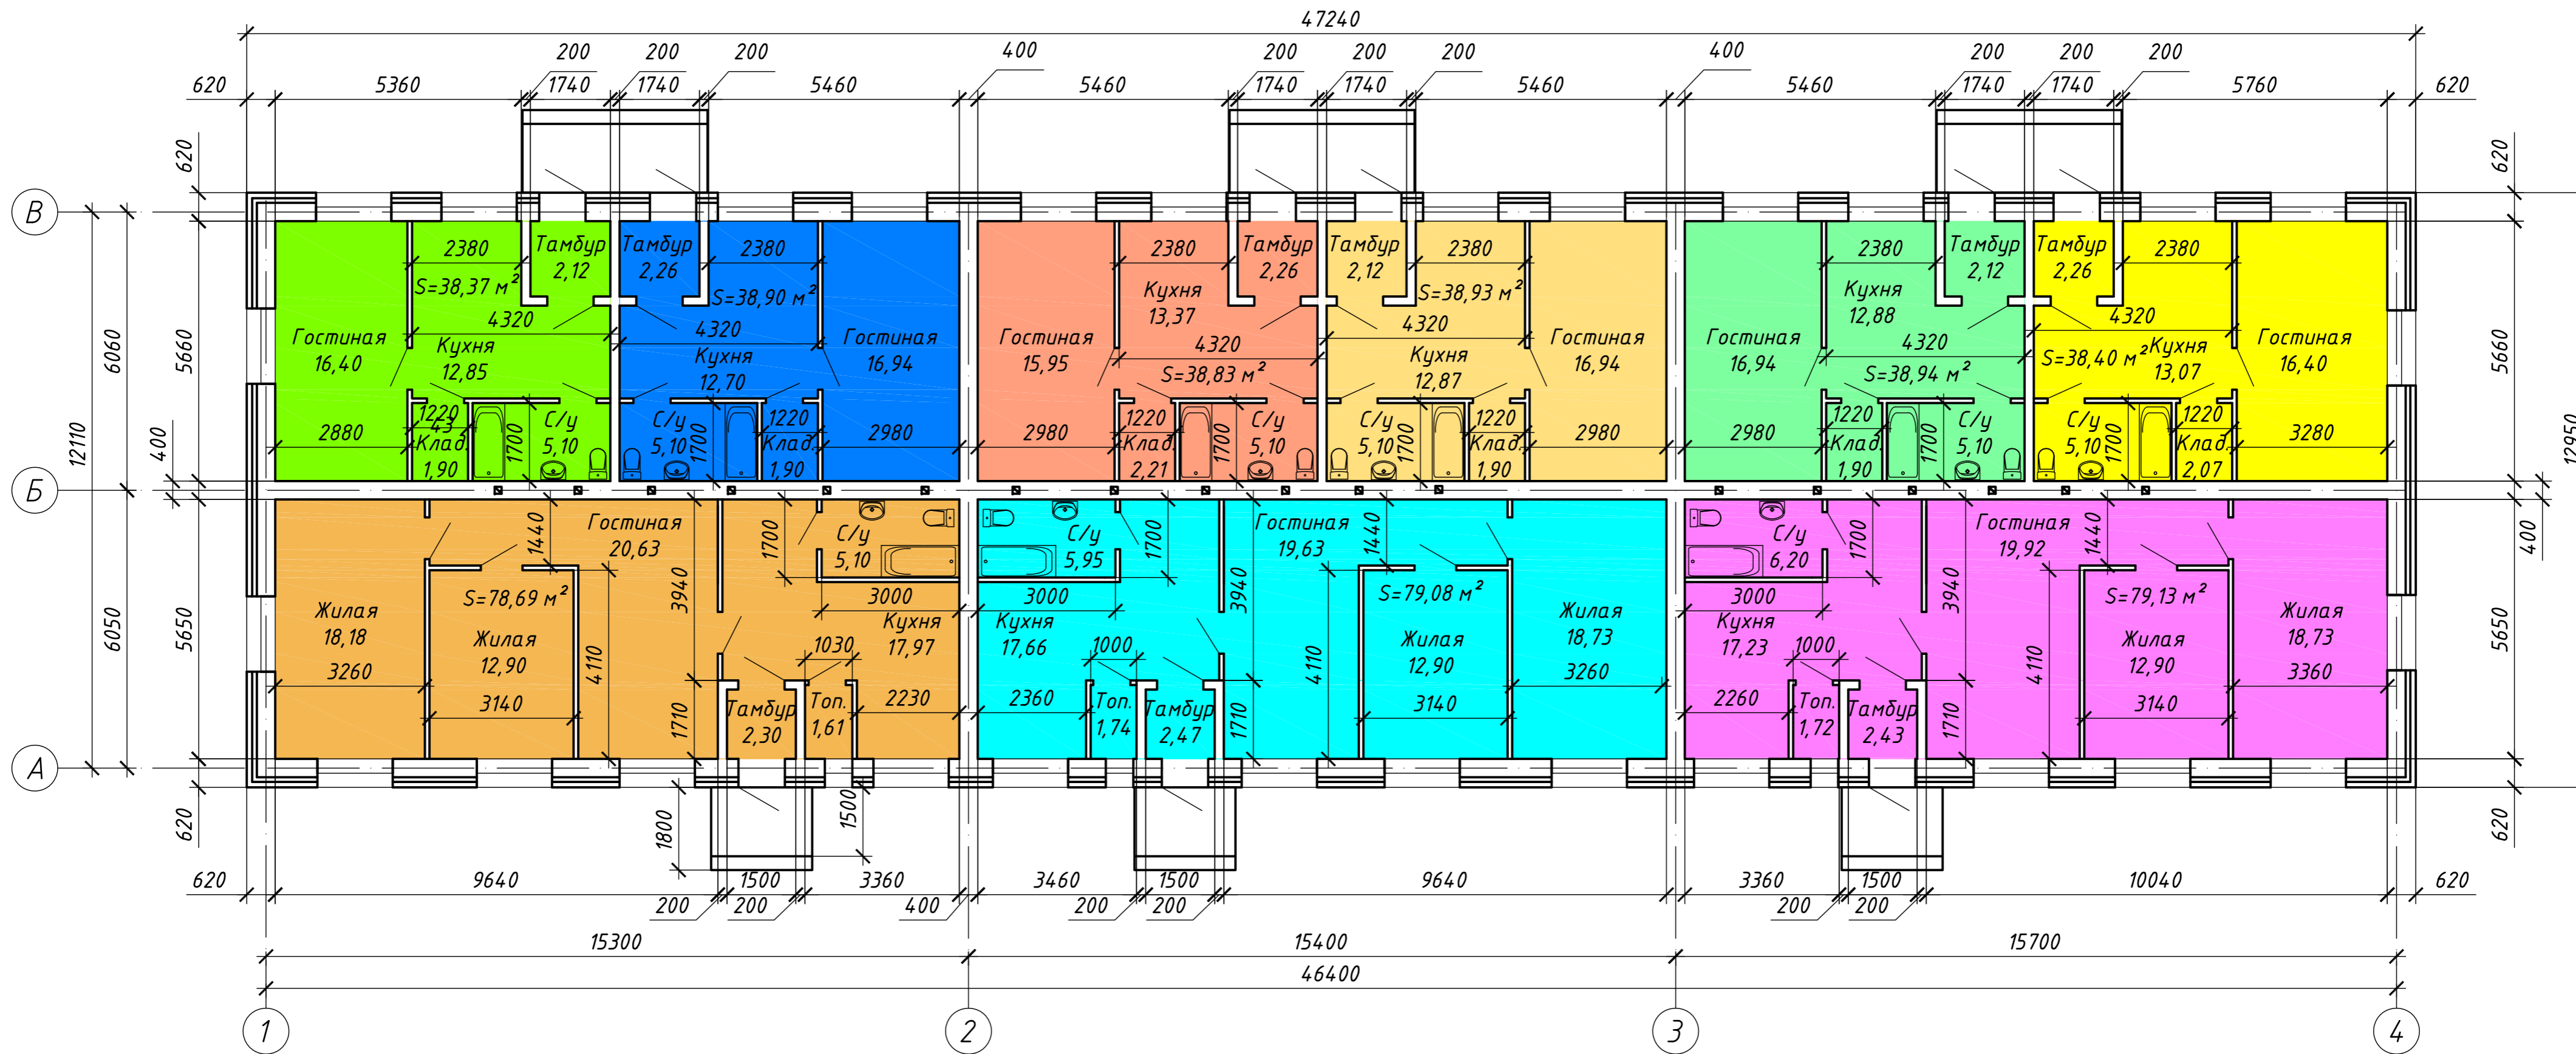 47240
200 200 200 400 200 200 200 400 200 200 200
620 5360 1740 1740 5460 5460 1740 1740 5460 5460 1740 1740 5760 620
620 620
В
Тамбур Тамбур Тамбур Тамбур Тамбур Тамбур
2380 2,12 2,26 2380 2380 2,26 2,12 2380 2380 2,12 2,26 2380
S=38,37 м² S=38,90 м² Кухня S=38,93 м² Кухня
13,37 12,88
4320 4320 4320 4320
Гостиная Кухня Кухня Гостиная Гостиная 4320 Кухня Гостиная Гостиная 4320 S=38,40 м² Кухня Гостиная
16,40 12,85 12,70 16,94 15,95 S=38,83 м² 12,87 16,94 16,94 S=38,94 м² 13,07 16,40
12110 6060 5660 5660 12950
1220 С/у С/у 1220 1220 С/у С/у 1220 1220 С/у С/у 1220
43
2880 Клад. 1700 5,10 5,10 1700 Клад. 2980 2980 Клад. 1700 5,10 5,10 1700 Клад. 2980 2980 Клад. 1700 5,10 5,10 1700 Клад. 3280
1,90 1,90 2,21 1,90 1,90 2,07
400
Б
400
1440 Гостиная 1700 С/у С/у 1700 Гостиная 1440 С/у 1700 Гостиная 1440
20,63 5,10 5,95 19,63 6,20 19,92
6050 5650 3940 3940 3940 5650
S=78,69 м² 3000 3000 S=79,08 м² 3000 S=79,13 м²
Жилая Кухня Кухня Жилая Кухня Жилая
18,18 17,97 17,66 18,73 17,23 18,73
Жилая 1030 1000 Жилая 1000 Жилая
12,90 12,90 12,90
3260 4110 4110 3260 4110 3360
3140 1710 Тамбур Топ. 2230 2360 Топ. Тамбур 1710 3140 2260 Топ. Тамбур 1710 3140
2,30 1,61 1,74 2,47 1,72 2,43
А
620 1800 1500 620
620 9640 1500 3360 3460 1500 9640 3360 1500 10040 620
200 200 400 200 200 200 200
15300 15400 15700
46400
1 2 3 4